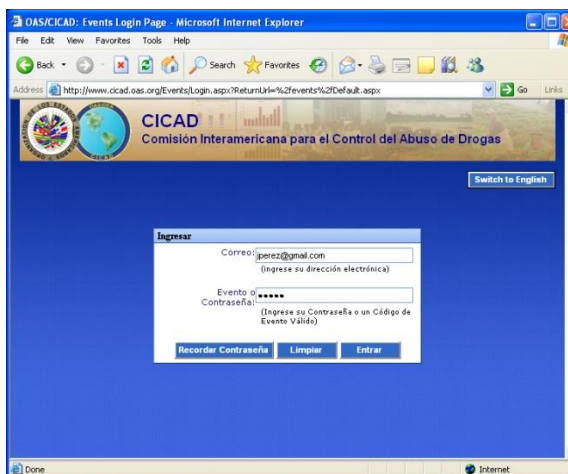 OAS/CICAD: Events Login Page - Microsoft Internet Explorer
File Edit View Favorites Tools Help
Back Search Favorites
Address http://www.cicad.oas.org/Events/Login.aspx?ReturnUrl=%2fevents%2fDefault.aspx Go Links
CICAD
Comisión Interamericana para el Control del Abuso de Drogas
Switch to English
Ingresar
Correo: jperez@gmail.com
(ingrese su dirección electrónica)
Evento o
Contraseña: •••••
(Ingrese su Contraseña o un Código de
Evento Válido)
Recordar Contraseña Limpiar Entrar
Done Internet